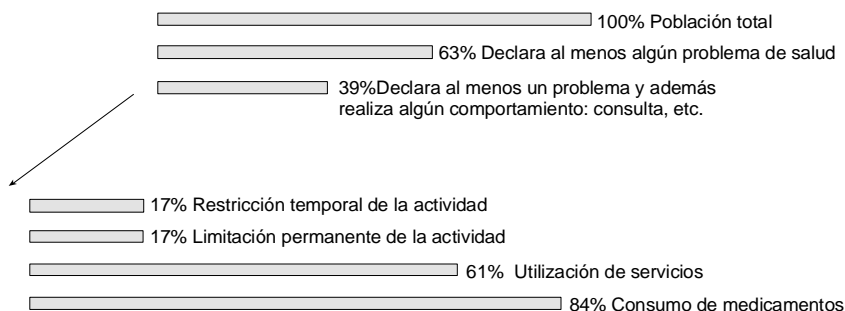 100% Población total
63% Declara al menos algún problema de salud
39%Declara al menos un problema y además
realiza algún comportamiento: consulta, etc.
17% Restricción temporal de la actividad
17% Limitación permanente de la actividad
61% Utilización de servicios
84% Consumo de medicamentos